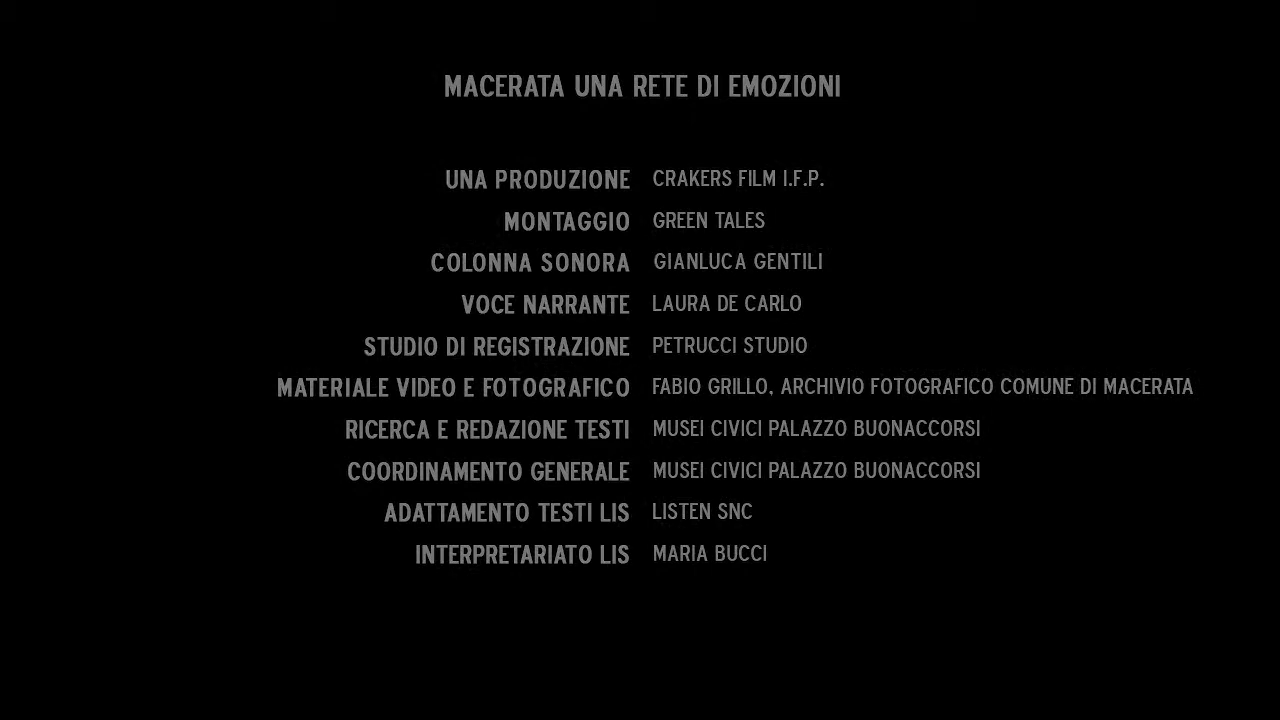 MACERATA UNA RETE DI EMOZIONI
UNA PRODUZIONE CRAKERS FILM I.F.P.
MONTAGGIO GREEN TALES
COLONNA SONORA GIANLUCA GENTILI
VOCE NARRANTE LAURA DE CARLO
STUDIO DI REGISTRAZIONE PETRUCCI STUDIO
MATERIALE VIDEO E FOTOGRAFICO FABIO GRILLO, ARCHIVIO FOTOGRAFICO COMUNE DI MACERATA
RICERCA E REDAZIONE TESTI MUSEI CIVICI PALAZZO BUONACCORSI
COORDINAMENTO GENERALE MUSEI CIVICI PALAZZO BUONACCORSI
ADATTAMENTO TESTI LIS LISTEN SNC
INTERPRETARIATO LIS MARIA BUCCI